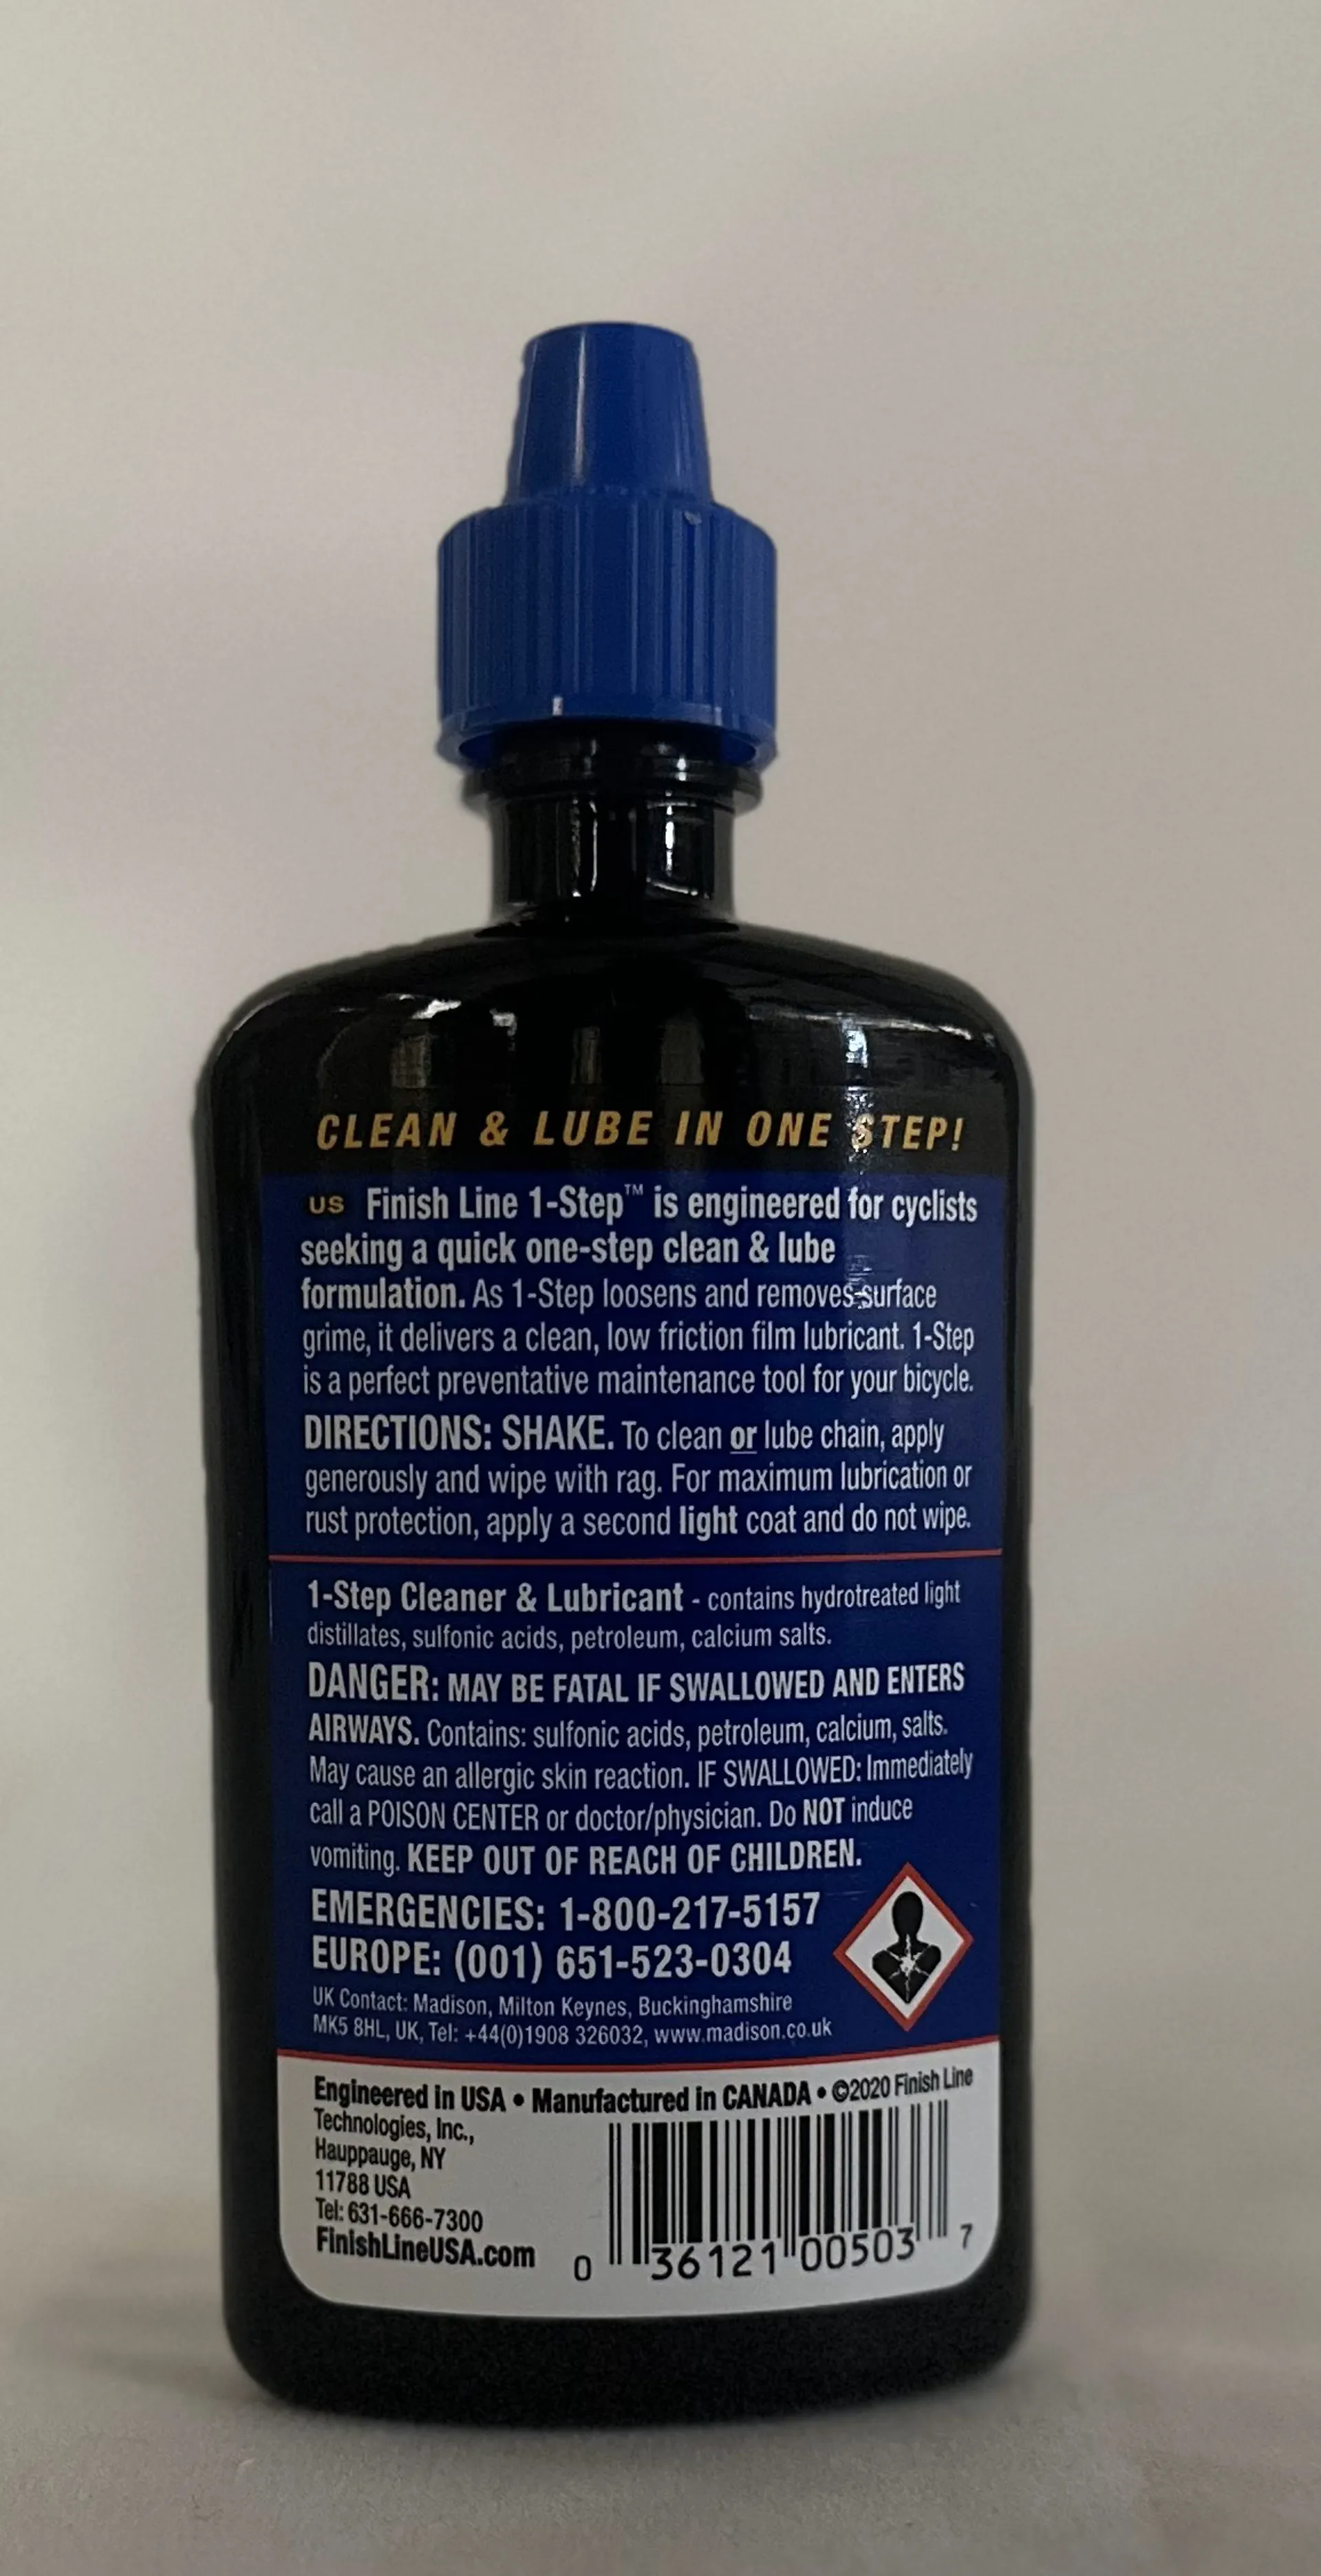 CLEAN & LUBE IN ONE STEP!
US Finish Line 1-Step™ is engineered for cyclists
seeking a quick one-step clean & lube
formulation. As 1-Step loosens and removes surface
grime, it delivers a clean, low friction film lubricant. 1-Step
is a perfect preventative maintenance tool for your bicycle.
DIRECTIONS: SHAKE. To clean or lube chain, apply
generously and wipe with rag. For maximum lubrication or
rust protection, apply a second light coat and do not wipe.
1-Step Cleaner & Lubricant - contains hydrotreated light
distillates, sulfonic acids, petroleum, calcium salts.
DANGER: MAY BE FATAL IF SWALLOWED AND ENTERS
AIRWAYS. Contains: sulfonic acids, petroleum, calcium, salts.
May cause an allergic skin reaction. IF SWALLOWED: Immediately
call a POISON CENTER or doctor/physician. Do NOT induce
vomiting. KEEP OUT OF REACH OF CHILDREN.
EMERGENCIES: 1-800-217-5157
EUROPE: (001) 651-523-0304
UK Contact: Madison, Milton Keynes, Buckinghamshire
MK5 8HL, UK, Tel: +44(0)1908 326032, www.madison.co.uk
Engineered in USA • Manufactured in CANADA • ©2020 Finish Line
Technologies, Inc.,
Hauppauge, NY
11788 USA
Tel: 631-666-7300
FinishLineUSA.com
0 36121 00503 7